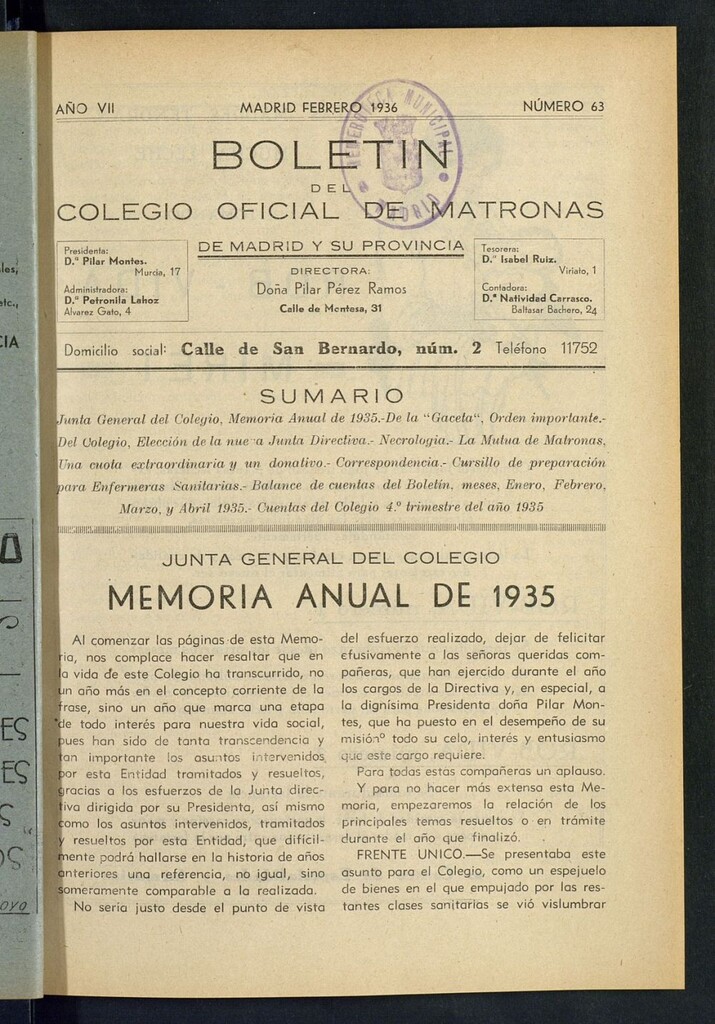 AÑO VII MADRID FEBRERO 1936 NÚMERO 63
HEMEROTECA MUNICIPAL
MADRID
BOLETIN
DEL
COLEGIO OFICIAL DE MATRONAS
DE MADRID Y SU PROVINCIA
Presidenta:
D.ª Pilar Montes.
Murcia, 17
Administradora:
D.ª Petronila Lahoz
Alvarez Gato, 4
DIRECTORA:
Doña Pilar Pérez Ramos
Calle de Montesa, 31
Tesorera:
D.ª Isabel Ruiz.
Viriato, 1
Contadora:
D.ª Natividad Carrasco.
Baltasar Bachero, 24
Domicilio social: Calle de San Bernardo, núm. 2 Teléfono 11752
SUMARIO
Junta General del Colegio, Memoria Anual de 1935.-De la "Gaceta", Orden importante.-
Del Colegio, Elección de la nueva Junta Directiva.- Necrologia.- La Mutua de Matronas,
Una cuota extraordinaria y un donativo.- Correspondencia.- Cursillo de preparación
para Enfermeras Sanitarias.- Balance de cuentas del Boletín, meses, Enero, Febrero,
Marzo, y Abril 1935.- Cuentas del Colegio 4.º trimestre del año 1935
JUNTA GENERAL DEL COLEGIO
MEMORIA ANUAL DE 1935
Al comenzar las páginas de esta Memo-
ria, nos complace hacer resaltar que en
la vida de este Colegio ha transcurrido, no
un año más en el concepto corriente de la
frase, sino un año que marca una etapa
de todo interés para nuestra vida social,
pues han sido de tanta transcendencia y
tan importante los asuntos intervenidos
por esta Entidad tramitados y resueltos,
gracias a los esfuerzos de la Junta direc-
tiva dirigida por su Presidenta, así mismo
como los asuntos intervenidos, tramitados
y resueltos por esta Entidad, que difícil-
mente podrá hallarse en la historia de años
anteriores una referencia, no igual, sino
someramente comparable a la realizada.
No seria justo desde el punto de vista
del esfuerzo realizado, dejar de felicitar
efusivamente a las señoras queridas com-
pañeras, que han ejercido durante el año
los cargos de la Directiva y, en especial, a
la dignísima Presidenta doña Pilar Mon-
tes, que ha puesto en el desempeño de su
misión todo su celo, interés y entusiasmo
que este cargo requiere.
Para todas estas compañeras un aplauso.
Y para no hacer más extensa esta Me-
moria, empezaremos la relación de los
principales temas resueltos o en trámite
durante el año que finalizó.
FRENTE UNICO.—Se presentaba este
asunto para el Colegio, como un espejuelo
de bienes en el que empujado por las res-
tantes clases sanitarias se vió vislumbrar